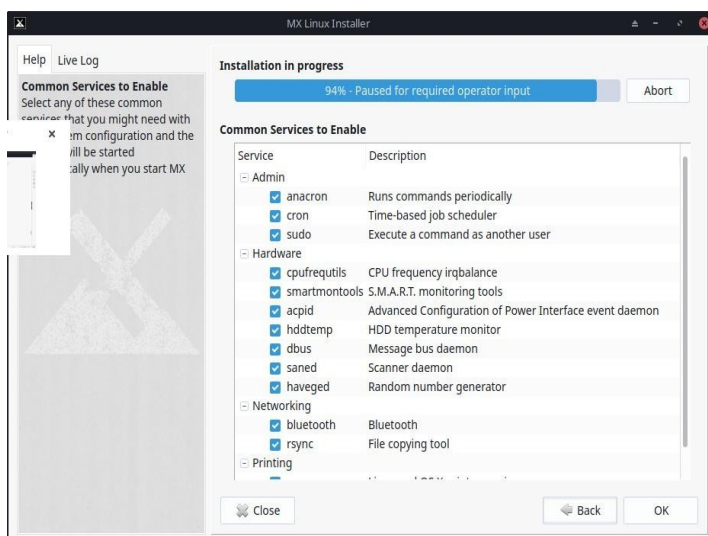 MX Linux Installer
Help Live Log
Common Services to Enable
Select any of these common
services that you might need with
em configuration and the
will be started
cally when you start MX
Installation in progress
94% - Paused for required operator input
Abort
Common Services to Enable
Service Description
Admin
anacron Runs commands periodically
cron Time-based job scheduler
sudo Execute a command as another user
Hardware
cpufrequtils CPU frequency irqbalance
smartmontools S.M.A.R.T. monitoring tools
acpid Advanced Configuration of Power Interface event daemon
hddtemp HDD temperature monitor
dbus Message bus daemon
saned Scanner daemon
haveged Random number generator
Networking
bluetooth Bluetooth
rsync File copying tool
Printing
Close
Back
OK